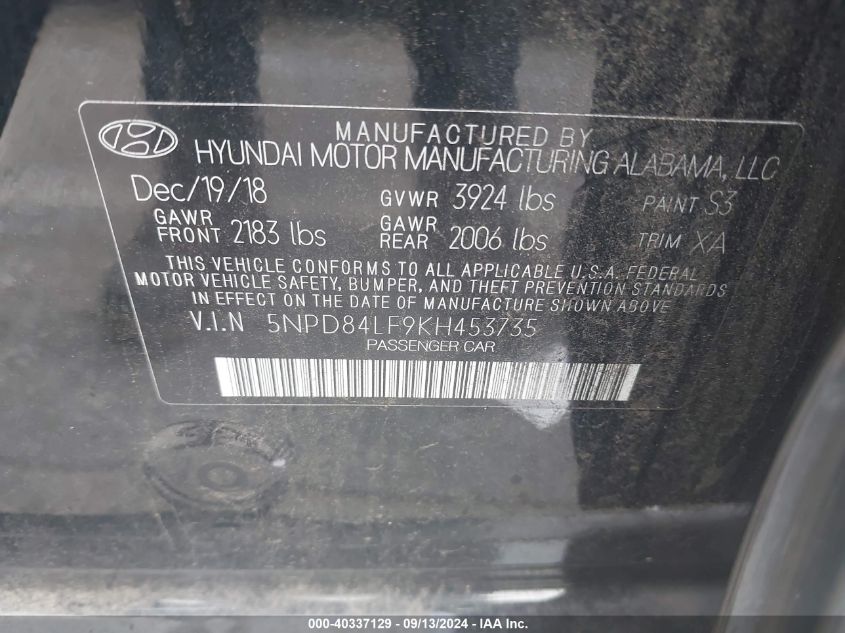 MANUFACTURED BY
HYUNDAI MOTOR MANUFACTURING ALABAMA, LLC
Dec/19/18 GVWR 3924 lbs PAINT S3
GAWR FRONT 2183 lbs GAWR REAR 2006 lbs TRIM XA
THIS VEHICLE CONFORMS TO ALL APPLICABLE U.S.A. FEDERAL
MOTOR VEHICLE SAFETY, BUMPER, AND THEFT PREVENTION STANDARDS
IN EFFECT ON THE DATE OF MANUFACTURE SHOWN ABOVE
V.I.N 5NPD84LF9KH453735
PASSENGER CAR
000-40337129 - 09/13/2024 - IAA Inc.